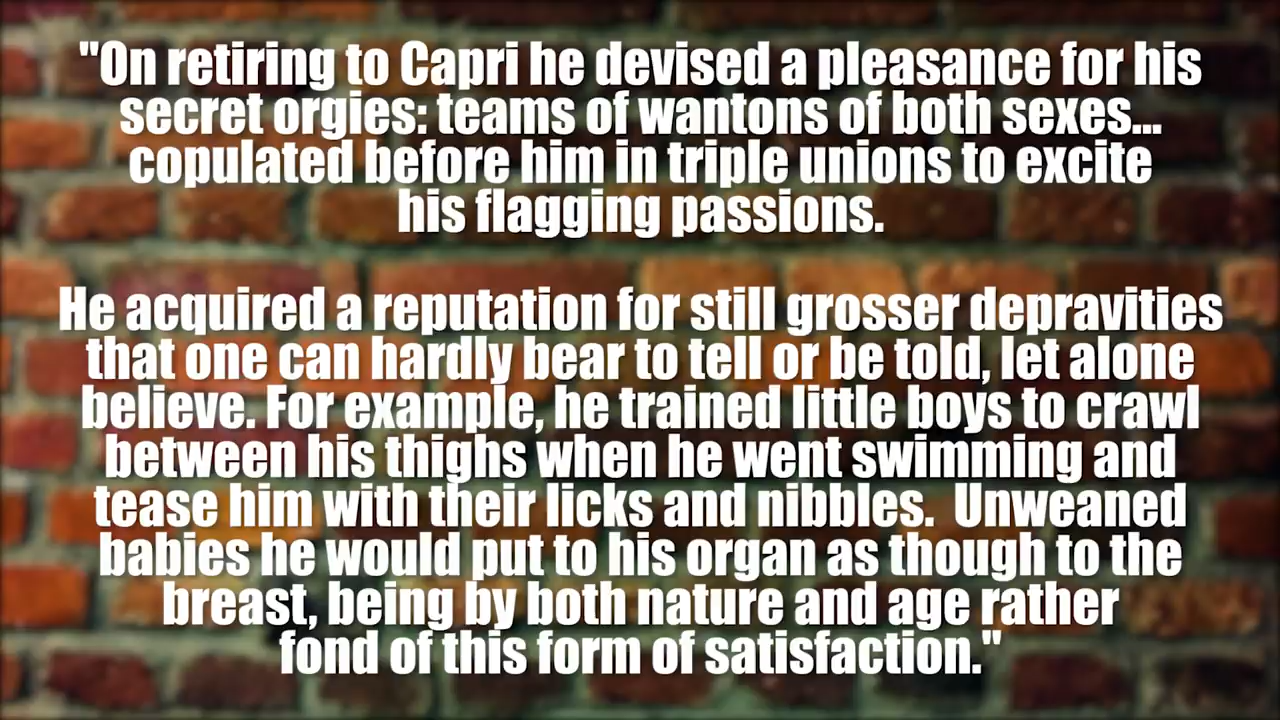 "On retiring to Capri he devised a pleasance for his
secret orgies: teams of wantons of both sexes...
copulated before him in triple unions to excite
his flagging passions.
He acquired a reputation for still grosser depravities
that one can hardly bear to tell or be told, let alone
believe. For example, he trained little boys to crawl
between his thighs when he went swimming and
tease him with their licks and nibbles.  Unweaned
babies he would put to his organ as though to the
breast, being by both nature and age rather
fond of this form of satisfaction."